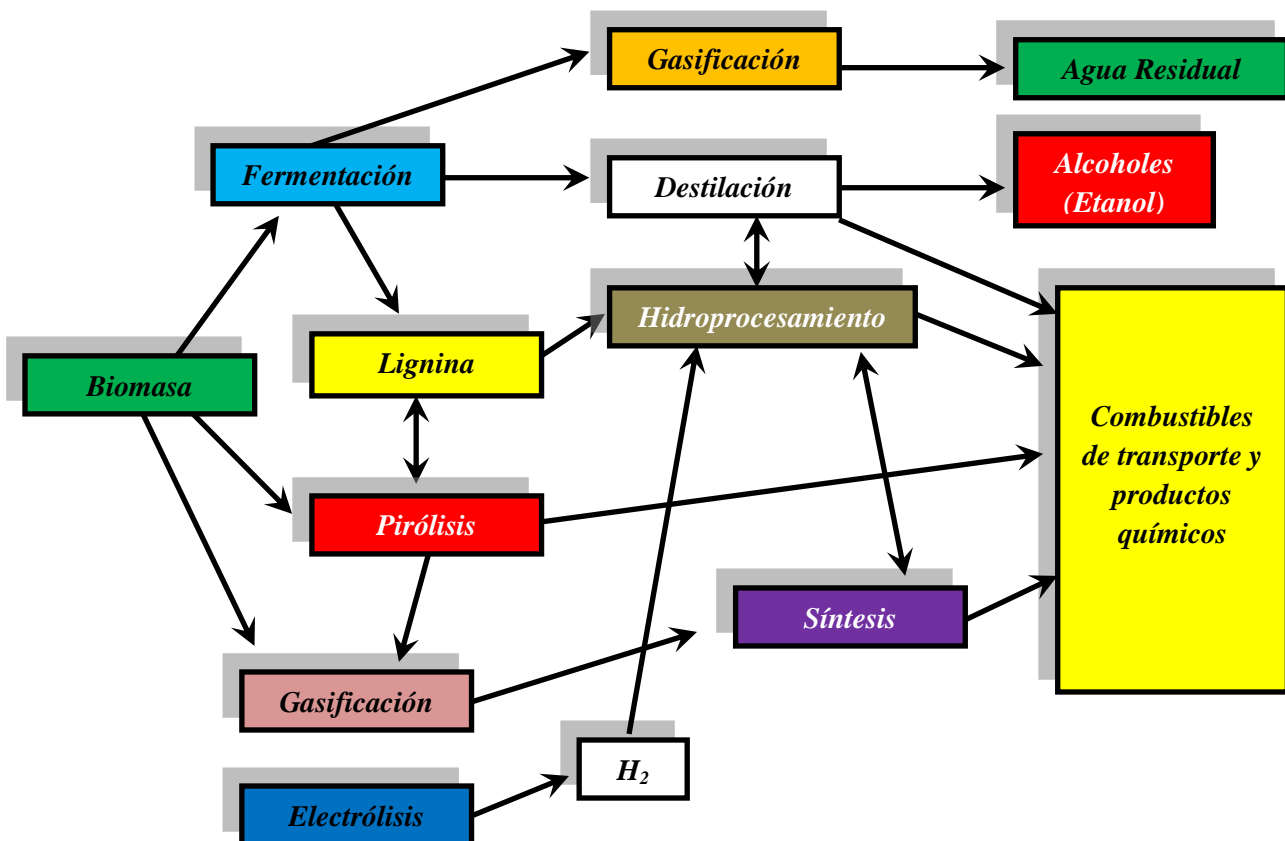 Gasificación
Agua Residual
Fermentación
Destilación
Alcoholes
(Etanol)
Hidroprocesamiento
Lignina
Biomasa
Combustibles
de transporte y
productos
químicos
Pirólisis
Síntesis
Gasificación
H₂
Electrólisis